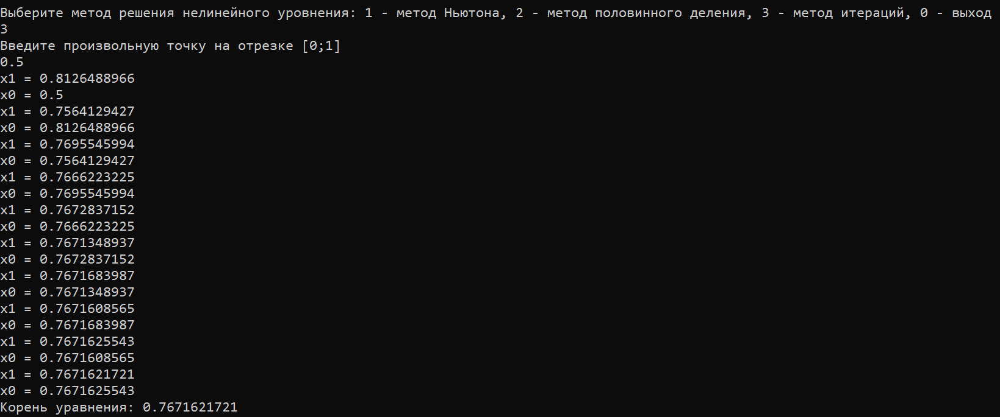 Выберите метод решения нелинейного уровнения: 1 - метод Ньютона, 2 - метод половинного деления, 3 - метод итераций, 0 - выход
3
Введите произвольную точку на отрезке [0;1]
0.5
x1 = 0.8126488966
x0 = 0.5
x1 = 0.7564129427
x0 = 0.8126488966
x1 = 0.7695545994
x0 = 0.7564129427
x1 = 0.7666223225
x0 = 0.7695545994
x1 = 0.7672837152
x0 = 0.7666223225
x1 = 0.7671348937
x0 = 0.7672837152
x1 = 0.7671683987
x0 = 0.7671348937
x1 = 0.7671608565
x0 = 0.7671683987
x1 = 0.7671625543
x0 = 0.7671608565
x1 = 0.7671621721
x0 = 0.7671625543
Корень уравнения: 0.7671621721